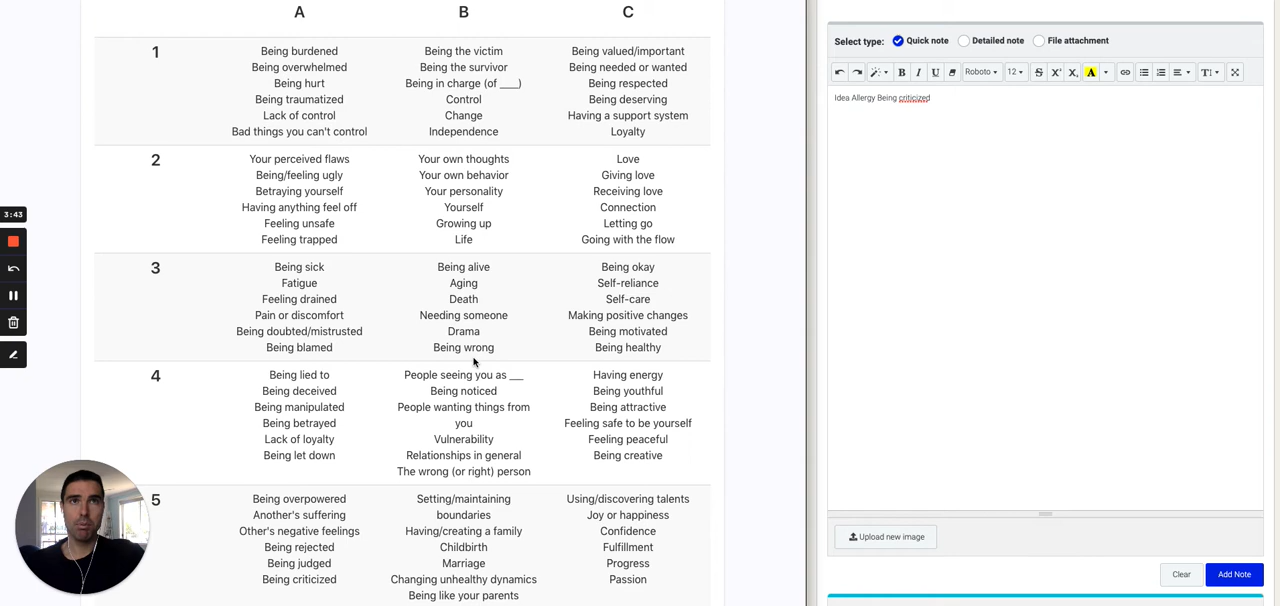 A B C
1
Being burdened
Being overwhelmed
Being hurt
Being traumatized
Lack of control
Bad things you can't control
Being the victim
Being the survivor
Being in charge (of ____)
Control
Change
Independence
Being valued/important
Being needed or wanted
Being respected
Being deserving
Having a support system
Loyalty
2
Your perceived flaws
Being/feeling ugly
Betraying yourself
Having anything feel off
Feeling unsafe
Feeling trapped
Your own thoughts
Your own behavior
Your personality
Yourself
Growing up
Life
Love
Giving love
Receiving love
Connection
Letting go
Going with the flow
3
Being sick
Fatigue
Feeling drained
Pain or discomfort
Being doubted/mistrusted
Being blamed
Being alive
Aging
Death
Needing someone
Drama
Being wrong
Being okay
Self-reliance
Self-care
Making positive changes
Being motivated
Being healthy
4
Being lied to
Being deceived
Being manipulated
Being betrayed
Lack of loyalty
Being let down
People seeing you as ___
Being noticed
People wanting things from
you
Vulnerability
Relationships in general
The wrong (or right) person
Having energy
Being youthful
Being attractive
Feeling safe to be yourself
Feeling peaceful
Being creative
5
Being overpowered
Another's suffering
Other's negative feelings
Being rejected
Being judged
Being criticized
Setting/maintaining
boundaries
Having/creating a family
Childbirth
Marriage
Changing unhealthy dynamics
Being like your parents
Using/discovering talents
Joy or happiness
Confidence
Fulfillment
Progress
Passion
3:43
Select type: Quick note Detailed note File attachment
B I U Roboto 12 S X² X₂ A T
Idea Allergy Being criticized
Upload new image
Clear Add Note